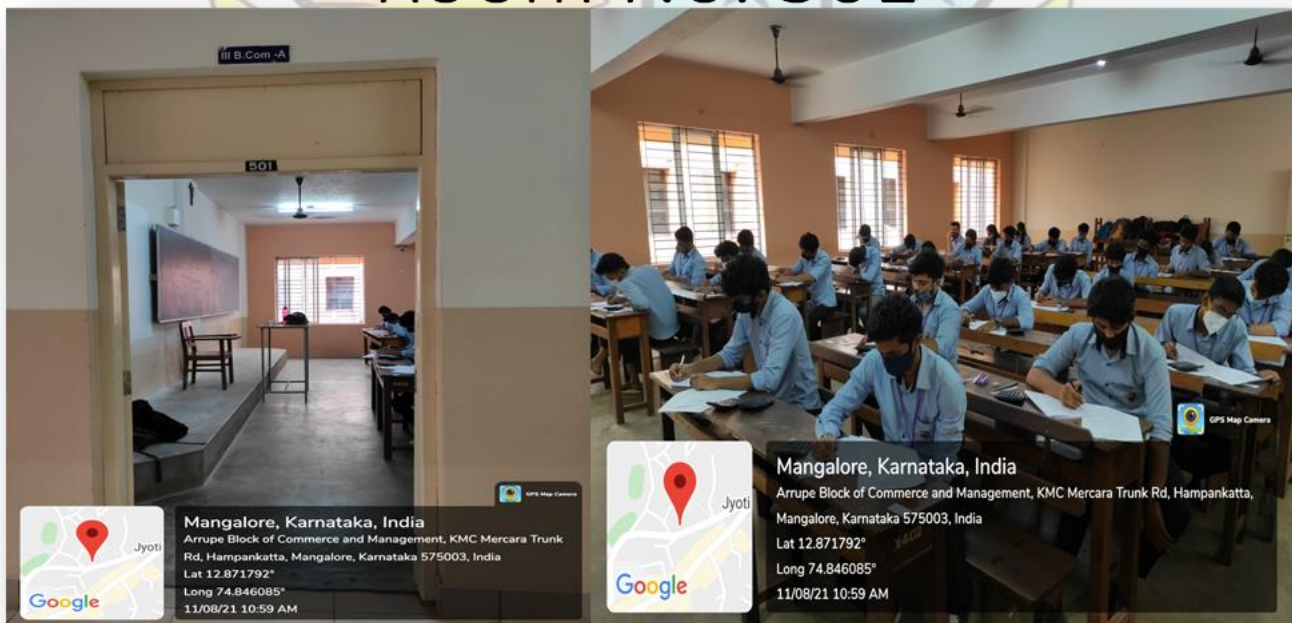 III B.Com -A
501
GPS Map Camera
Jyoti
Google
Mangalore, Karnataka, India
Arrupe Block of Commerce and Management, KMC Mercara Trunk
Rd, Hampankatta, Mangalore, Karnataka 575003, India
Lat 12.871792°
Long 74.846085°
11/08/21 10:59 AM
GPS Map Camera
Jyoti
Google
Mangalore, Karnataka, India
Arrupe Block of Commerce and Management, KMC Mercara Trunk Rd, Hampankatta,
Mangalore, Karnataka 575003, India
Lat 12.871792°
Long 74.846085°
11/08/21 10:59 AM